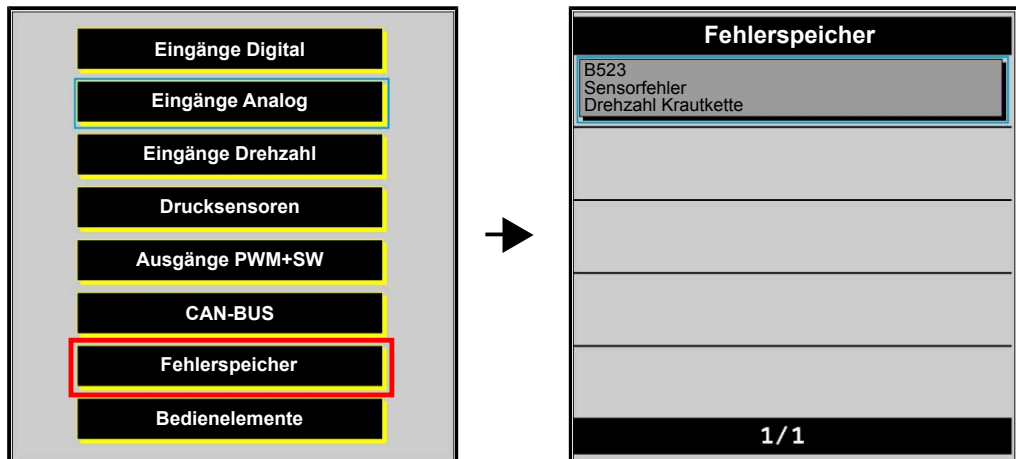 Eingänge Digital
Eingänge Analog
Eingänge Drehzahl
Drucksensoren
Ausgänge PWM+SW
CAN-BUS
Fehlerspeicher
Bedienelemente
Fehlerspeicher
B523
Sensorfehler
Drehzahl Krautkette
1/1